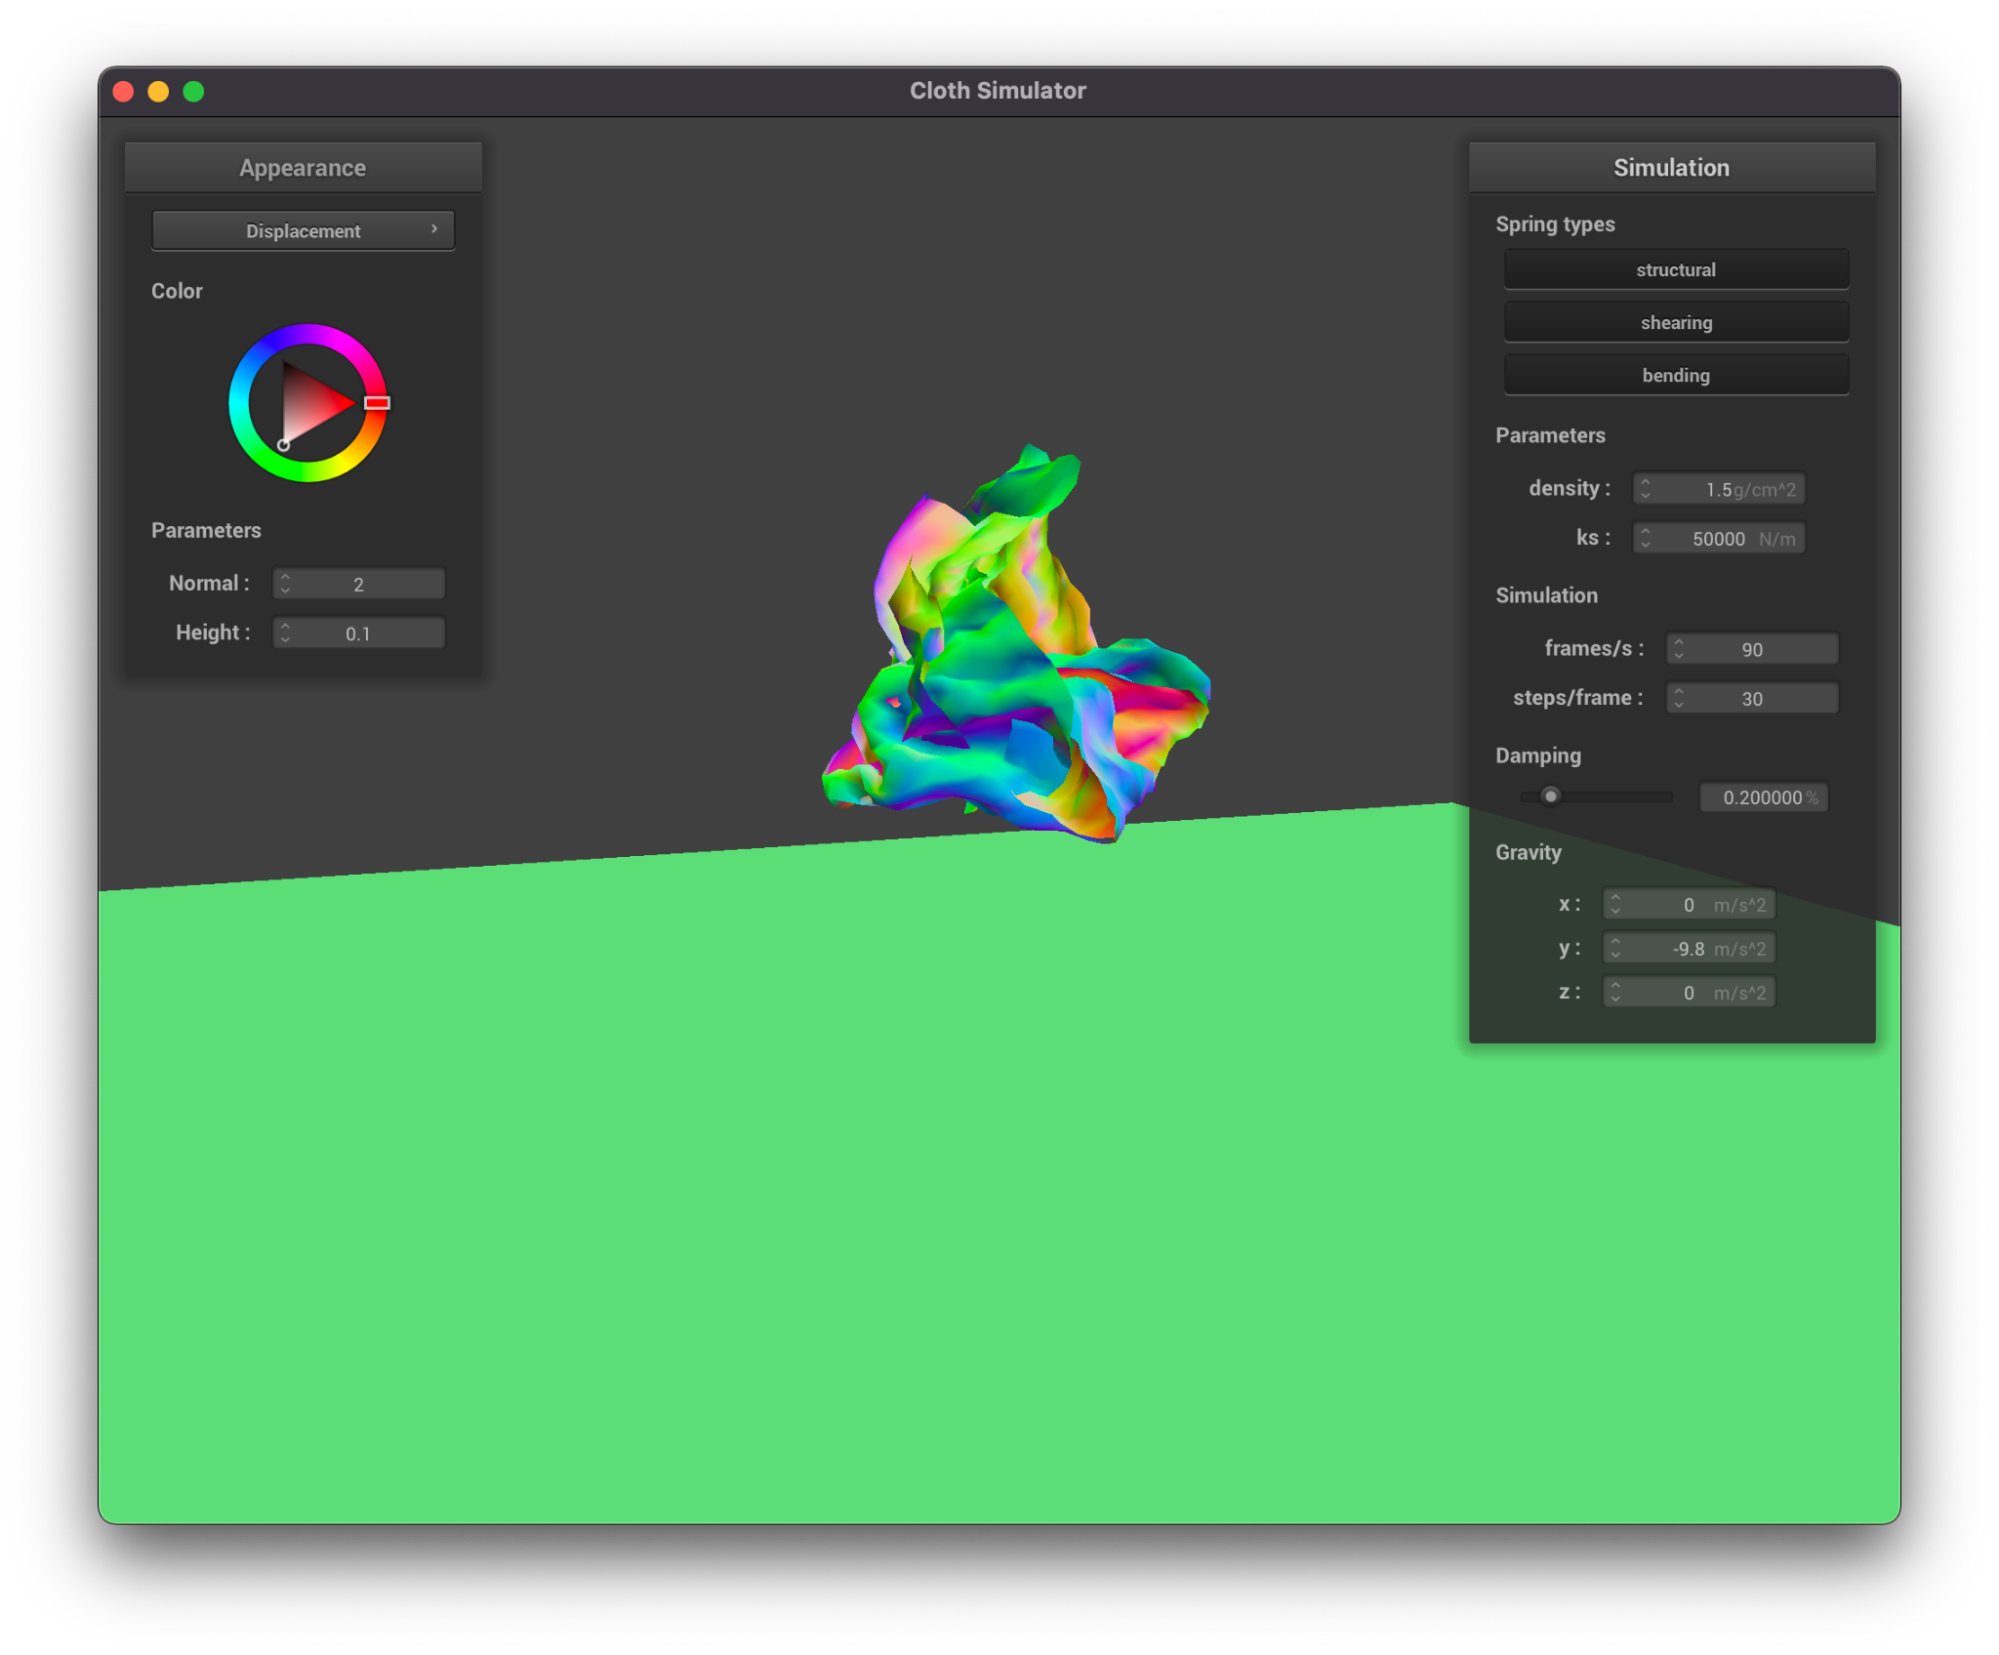 Cloth Simulator
Appearance
Displacement
Color
Parameters
Normal : 2
Height : 0.1
Simulation
Spring types
structural
shearing
bending
Parameters
density : 1.5 g/cm^2
ks : 50000 N/m
Simulation
frames/s : 90
steps/frame : 30
Damping
0.200000 %
Gravity
x : 0 m/s^2
y : -9.8 m/s^2
z : 0 m/s^2